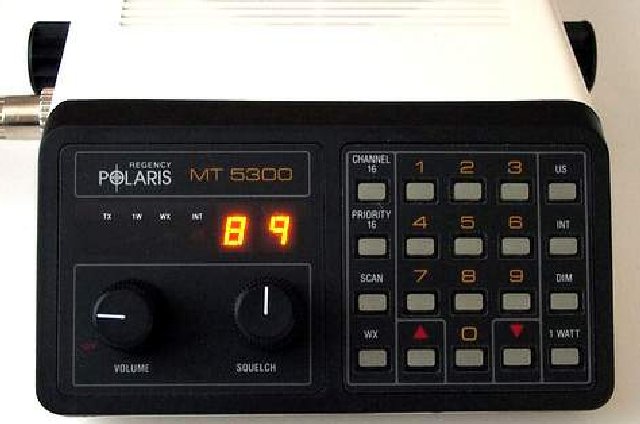 REGENCY
POLARIS MT 5300
TX 1W WX INT
89
VOLUME SQUELCH
CHANNEL
16
1 2 3 US
PRIORITY
16
4 5 6 INT
SCAN 7 8 9 DIM
WX 0 1 WATT